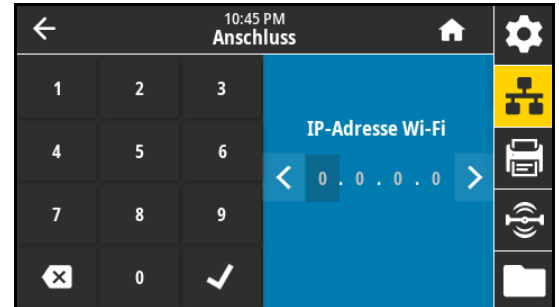 10:45 PM
Anschluss
1 2 3
4 5 6
7 8 9
0
IP-Adresse Wi-Fi
0 . 0 . 0 . 0